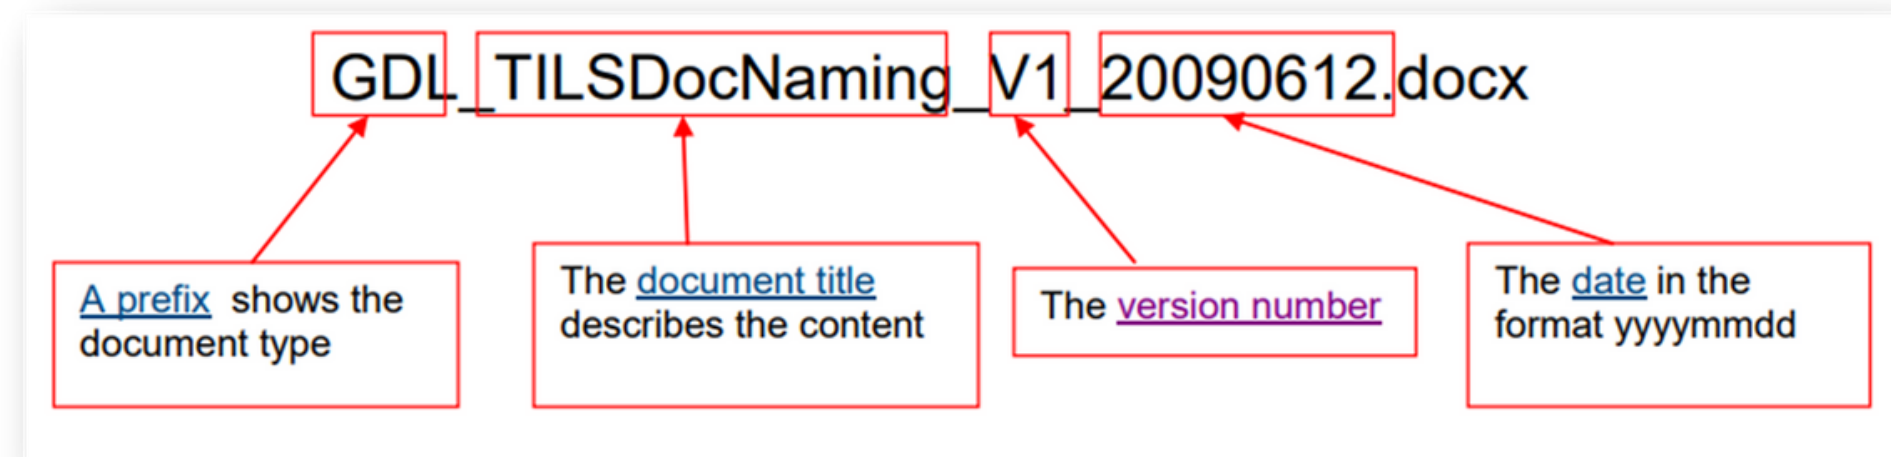 GDL_TILSDocNaming_V1_20090612.docx
A prefix shows the
document type
The document title
describes the content
The version number
The date in the
format yyyymmdd